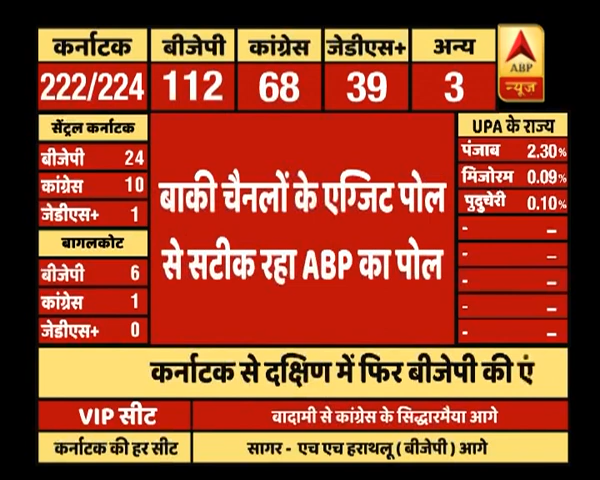 कर्नाटक बीजेपी कांग्रेस जेडीएस+ अन्य
222/224 112 68 39 3
ABP
न्यूज़
सेंट्रल कर्नाटक
बीजेपी 24
कांग्रेस 10
जेडीएस+ 1
बागलकोट
बीजेपी 6
कांग्रेस 1
जेडीएस+ 0
बाकी चैनलों के एग्जिट पोल
से सटीक रहा ABP का पोल
UPA के राज्य
पंजाब 2.30%
मिजोरम 0.09%
पुदुचेरी 0.10%
- –
- –
- –
- –
- –
कर्नाटक से दक्षिण में फिर बीजेपी की एं
VIP सीट बादामी से कांग्रेस के सिद्धारमैया आगे
कर्नाटक की हर सीट सागर - एच एच हराथलू ( बीजेपी ) आगे